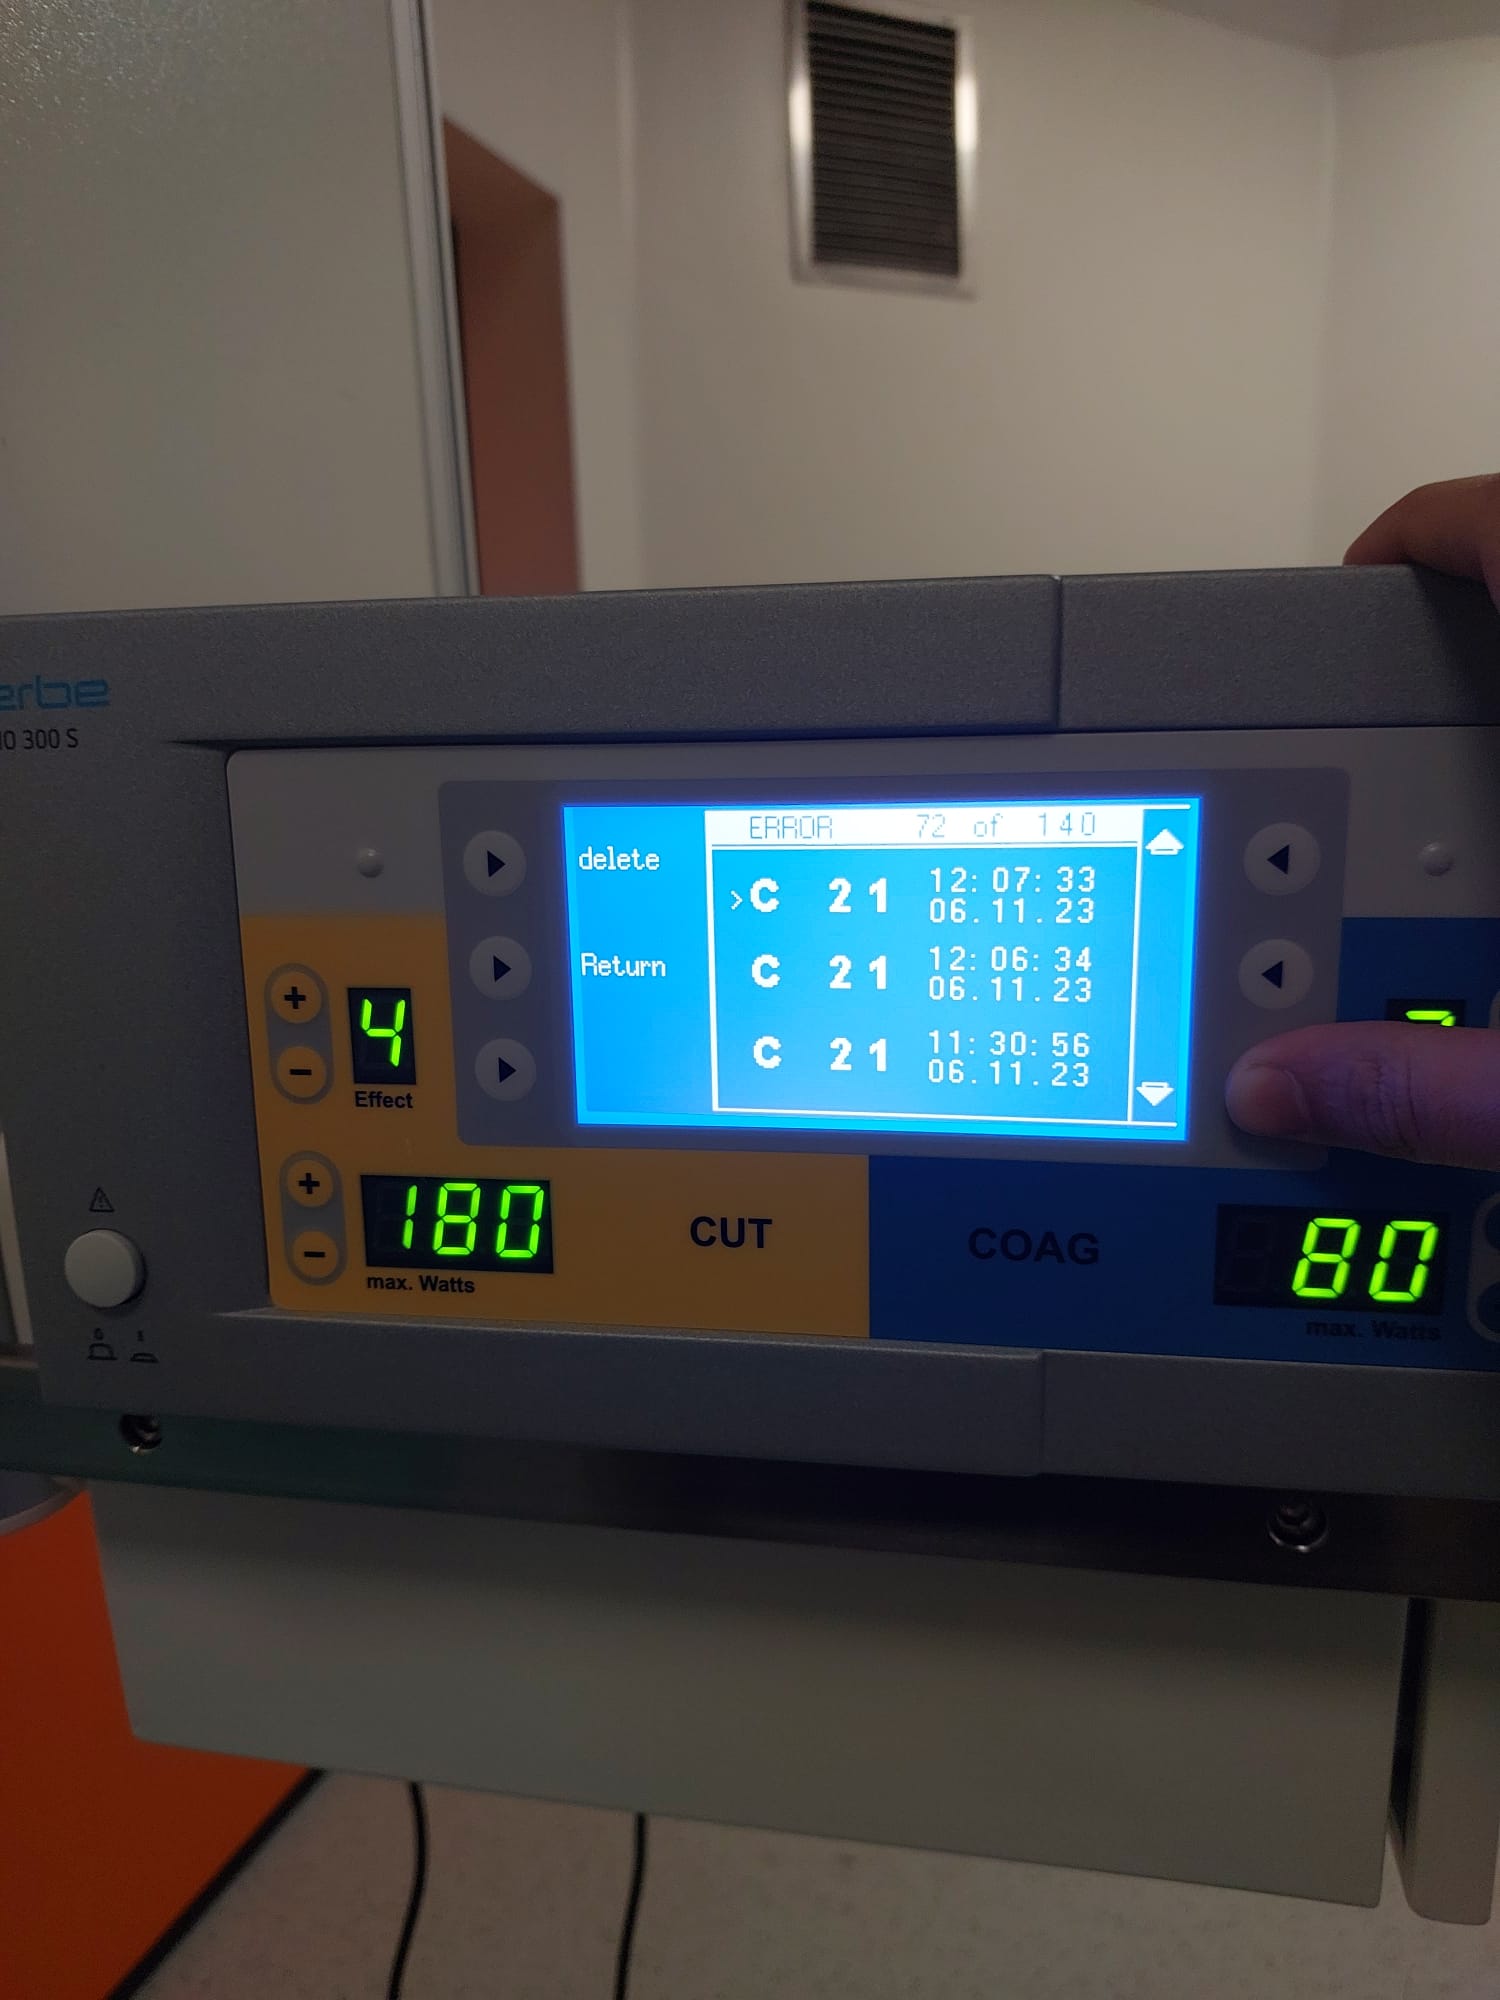 erbe
IO 300 S
ERROR 72 of 140
delete
>C 21 12:07:33
06.11.23
Return
C 21 12:06:34
06.11.23
C 21 11:30:56
06.11.23
+
4
-
Effect
+
180
-
max. Watts
CUT
COAG
80
max. Watts